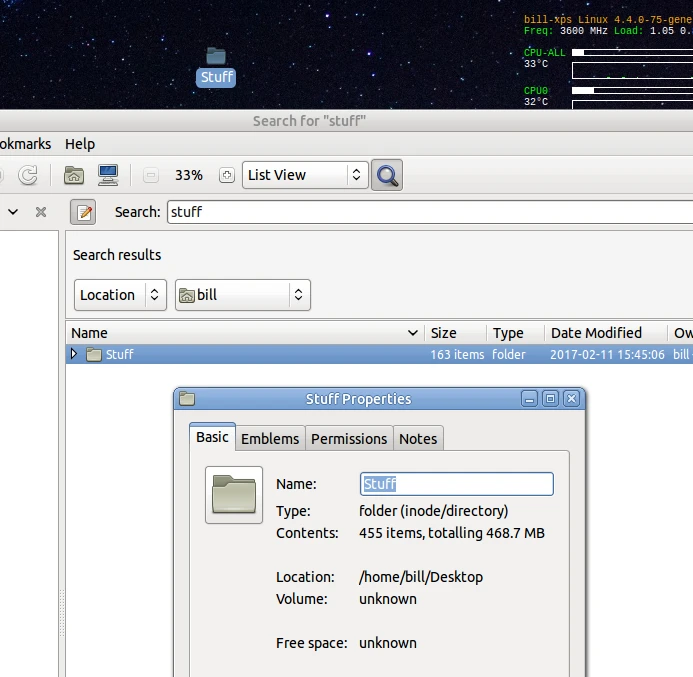 bill-xps Linux 4.4.0-75-gene
Freq: 3600 MHz Load: 1.05 0.
CPU-ALL
33°C
CPU0
32°C
Stuff
Search for "stuff"
okmarks Help
33% List View
Search: stuff
Search results
Location bill
Name Size Type Date Modified Ow
Stuff 163 items folder 2017-02-11 15:45:06 bill
Stuff Properties
Basic Emblems Permissions Notes
Name: Stuff
Type: folder (inode/directory)
Contents: 455 items, totalling 468.7 MB
Location: /home/bill/Desktop
Volume: unknown
Free space: unknown